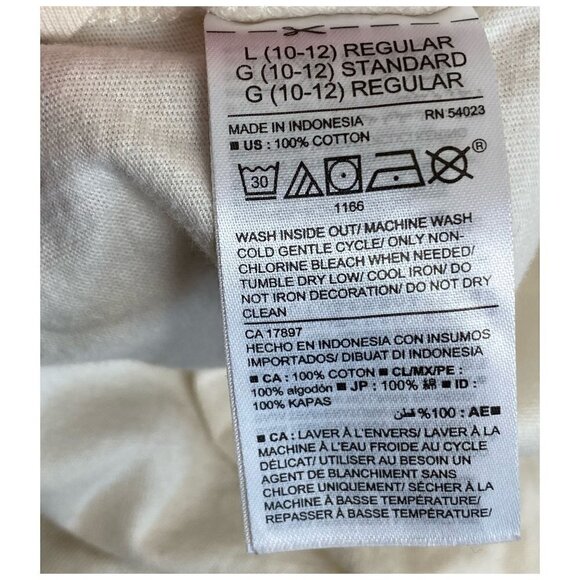 L (10-12) REGULAR
G (10-12) STANDARD
G (10-12) REGULAR
MADE IN INDONESIA RN 54023
■ US : 100% COTTON
30 ®
1166
WASH INSIDE OUT/ MACHINE WASH
COLD GENTLE CYCLE/ ONLY NON-
CHLORINE BLEACH WHEN NEEDED/
TUMBLE DRY LOW/ COOL IRON/ DO
NOT IRON DECORATION/ DO NOT DRY
CLEAN
CA 17897
HECHO EN INDONESIA CON INSUMOS
IMPORTADOS/ DIBUAT DI INDONESIA
■ CA : 100% COTON ■ CL/MX/PE :
100% algodón ■ JP : 100% 綿 ■ ID :
100% KAPAS
■ AE : 100% قطن
■ CA : LAVER À L'ENVERS/ LAVER À LA
MACHINE À L'EAU FROIDE AU CYCLE
DÉLICAT/ UTILISER AU BESOIN UN
AGENT DE BLANCHIMENT SANS
CHLORE UNIQUEMENT/ SÉCHER À LA
MACHINE À BASSE TEMPÉRATURE/
REPASSER À BASSE TEMPÉRATURE/